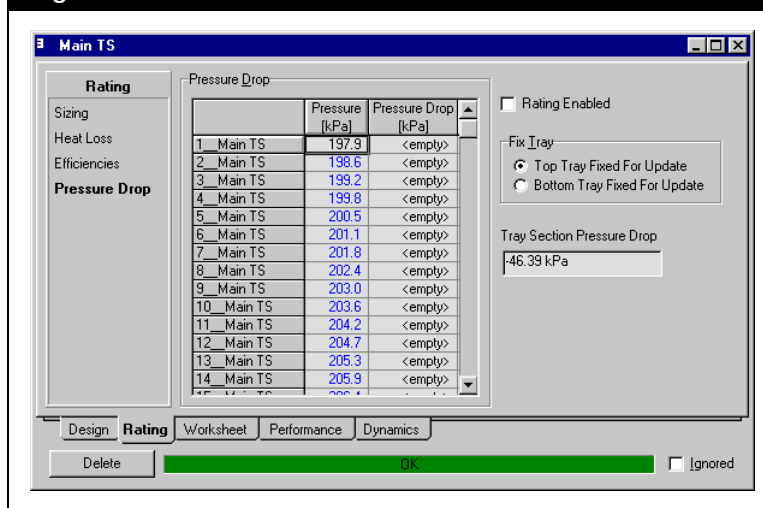 Main TS
Rating
Sizing
Heat Loss
Efficiencies
Pressure Drop
Pressure Drop
Pressure Pressure Drop
[kPa] [kPa]
1__Main TS 197.9 <empty>
2__Main TS 198.6 <empty>
3__Main TS 199.2 <empty>
4__Main TS 199.8 <empty>
5__Main TS 200.5 <empty>
6__Main TS 201.1 <empty>
7__Main TS 201.8 <empty>
8__Main TS 202.4 <empty>
9__Main TS 203.0 <empty>
10__Main TS 203.6 <empty>
11__Main TS 204.2 <empty>
12__Main TS 204.7 <empty>
13__Main TS 205.3 <empty>
14__Main TS 205.9 <empty>
Rating Enabled
Fix Tray
Top Tray Fixed For Update
Bottom Tray Fixed For Update
Tray Section Pressure Drop
-46.39 kPa
Design Rating Worksheet Performance Dynamics
Delete OK Ignored